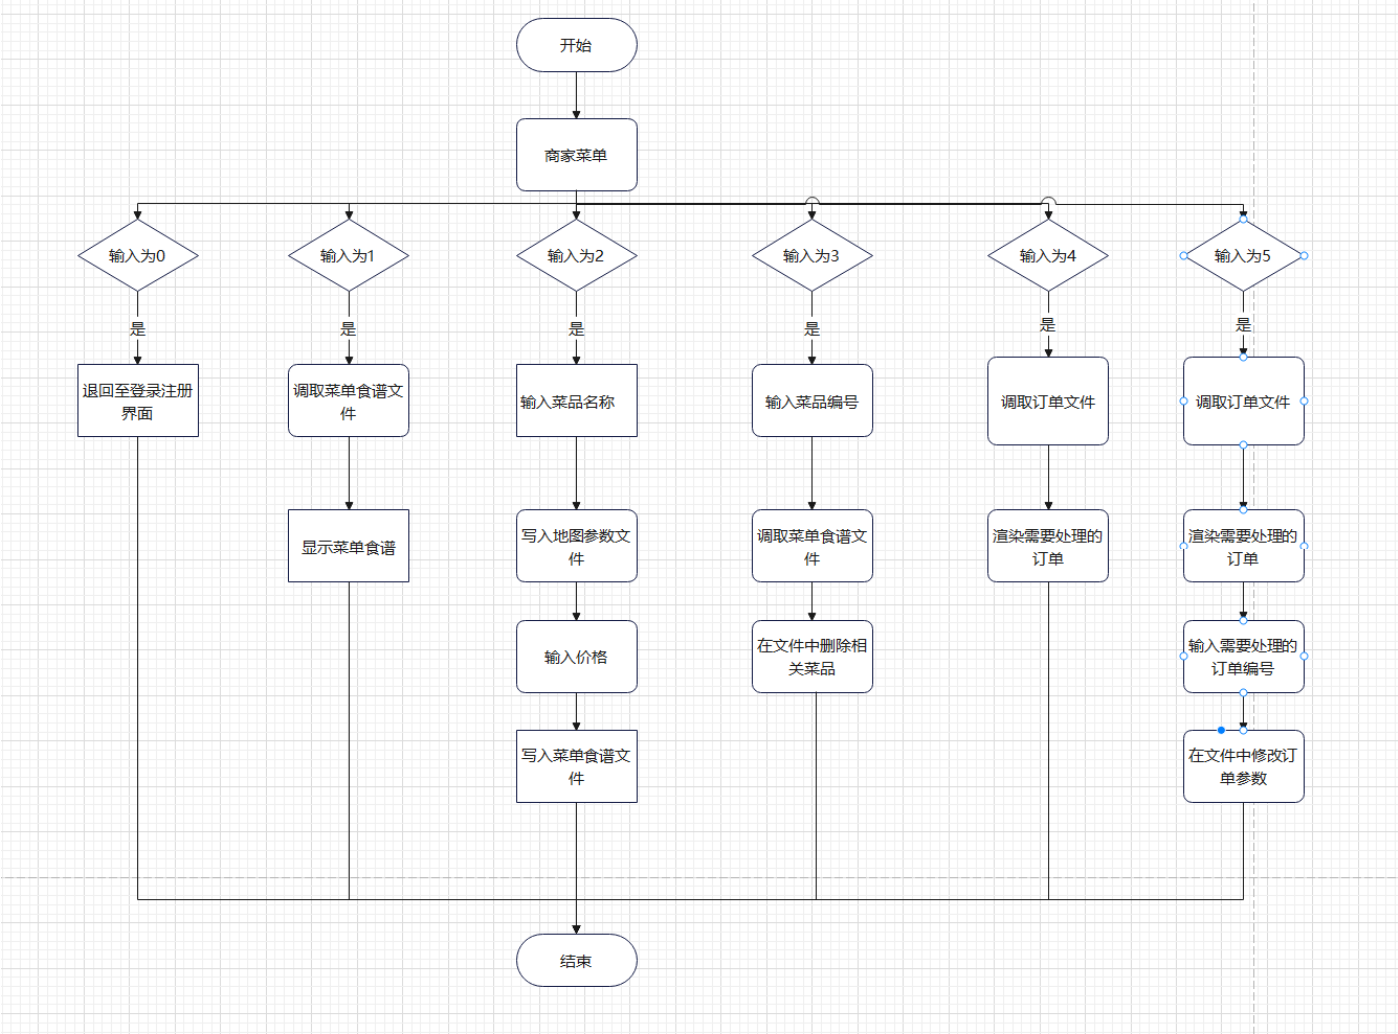 开始
商家菜单
输入为0
输入为1
输入为2
输入为3
输入为4
输入为5
是
是
是
是
是
是
退回至登录注册
界面
调取菜单食谱文
件
输入菜品名称
输入菜品编号
调取订单文件
调取订单文件
显示菜单食谱
写入地图参数文
件
调取菜单食谱文
件
渲染需要处理的
订单
渲染需要处理的
订单
输入价格
在文件中删除相
关菜品
输入需要处理的
订单编号
写入菜单食谱文
件
在文件中修改订
单参数
结束